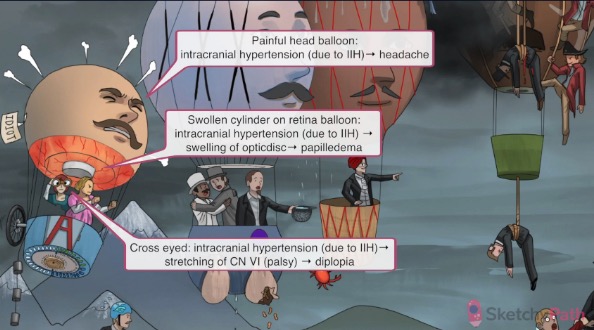 Painful head balloon:
intracranial hypertension (due to IIH)→ headache
Swollen cylinder on retina balloon:
intracranial hypertension (due to IIH) →
swelling of opticdisc→ papilledema
IDIOT
A
Cross eyed: intracranial hypertension (due to IIH)→
stretching of CN VI (palsy) → diplopia
SketchyPath